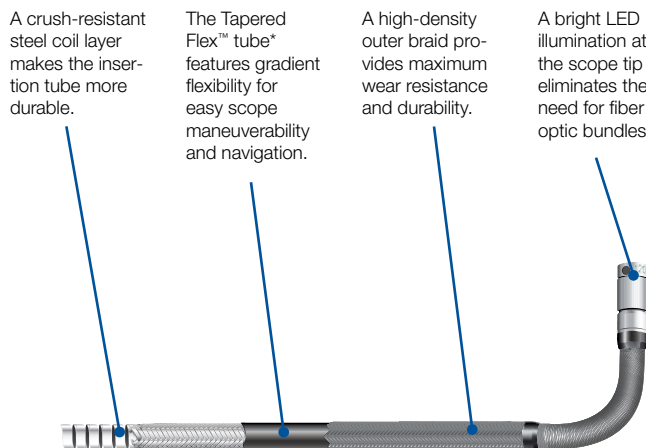 A crush-resistant
steel coil layer
makes the inser-
tion tube more
durable.
The Tapered
Flex™ tube*
features gradient
flexibility for
easy scope
maneuverability
and navigation.
A high-density
outer braid pro-
vides maximum
wear resistance
and durability.
A bright LED
illumination at
the scope tip
eliminates the
need for fiber
optic bundles